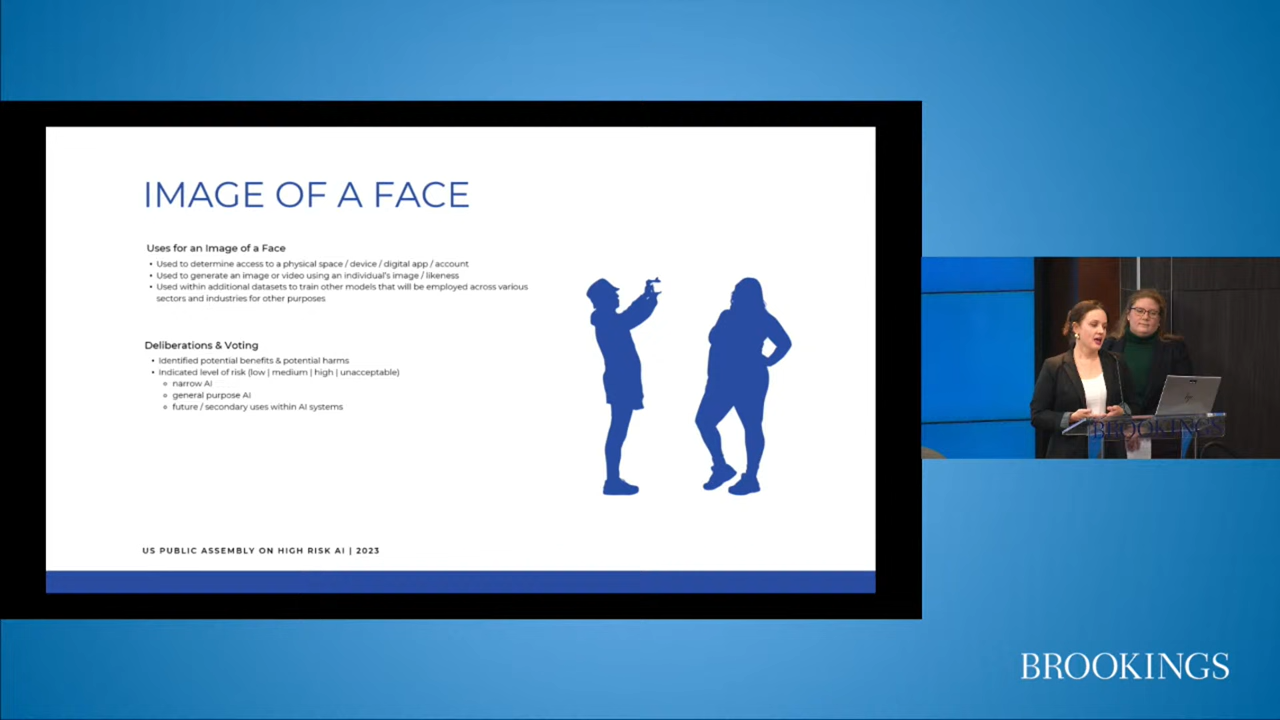 IMAGE OF A FACE
Uses for an Image of a Face
• Used to determine access to a physical space / device / digital app / account
• Used to generate an image or video using an individual's image / likeness
• Used within additional datasets to train other models that will be employed across various
sectors and industries for other purposes
Deliberations & Voting
• Identified potential benefits & potential harms
• Indicated level of risk (low | medium | high | unacceptable)
○ narrow AI
○ general purpose AI
○ future / secondary uses within AI systems
US PUBLIC ASSEMBLY ON HIGH RISK AI | 2023
BROOKINGS
BROOKINGS